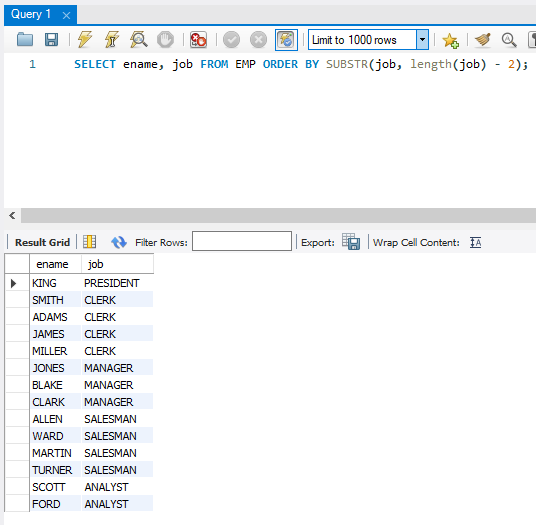 Query 1
Limit to 1000 rows
1 SELECT ename, job FROM EMP ORDER BY SUBSTR(job, length(job) - 2);
Result Grid Filter Rows: Export: Wrap Cell Content:
ename job
KING PRESIDENT
SMITH CLERK
ADAMS CLERK
JAMES CLERK
MILLER CLERK
JONES MANAGER
BLAKE MANAGER
CLARK MANAGER
ALLEN SALESMAN
WARD SALESMAN
MARTIN SALESMAN
TURNER SALESMAN
SCOTT ANALYST
FORD ANALYST